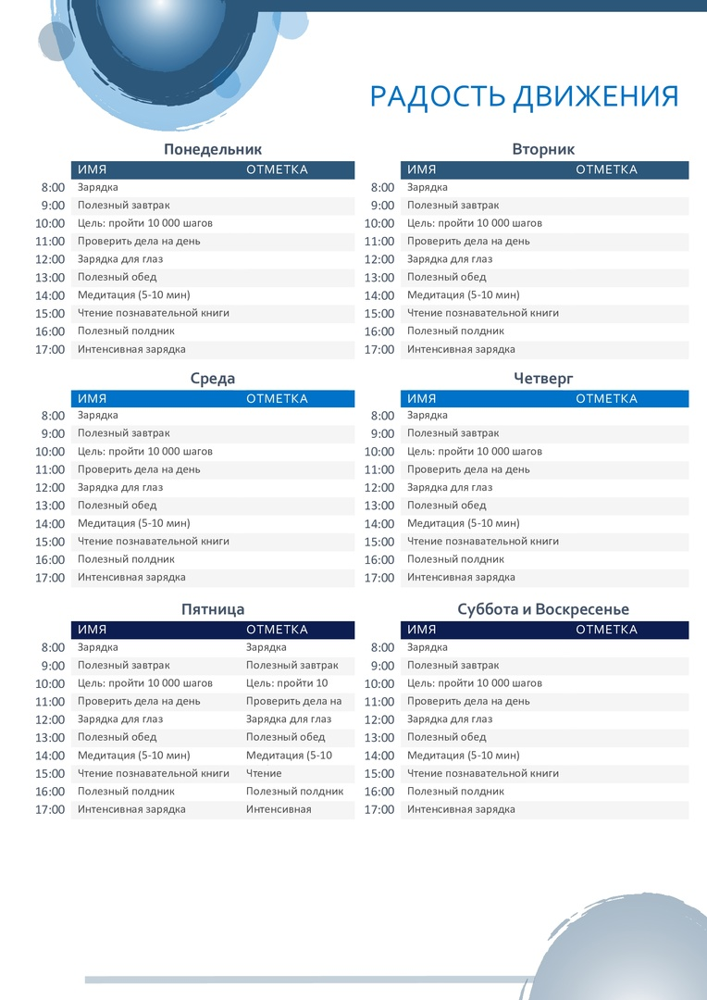 РАДОСТЬ ДВИЖЕНИЯ
Понедельник
ИМЯ ОТМЕТКА
8:00 Зарядка
9:00 Полезный завтрак
10:00 Цель: пройти 10 000 шагов
11:00 Проверить дела на день
12:00 Зарядка для глаз
13:00 Полезный обед
14:00 Медитация (5-10 мин)
15:00 Чтение познавательной книги
16:00 Полезный полдник
17:00 Интенсивная зарядка
Вторник
ИМЯ ОТМЕТКА
8:00 Зарядка
9:00 Полезный завтрак
10:00 Цель: пройти 10 000 шагов
11:00 Проверить дела на день
12:00 Зарядка для глаз
13:00 Полезный обед
14:00 Медитация (5-10 мин)
15:00 Чтение познавательной книги
16:00 Полезный полдник
17:00 Интенсивная зарядка
Среда
ИМЯ ОТМЕТКА
8:00 Зарядка
9:00 Полезный завтрак
10:00 Цель: пройти 10 000 шагов
11:00 Проверить дела на день
12:00 Зарядка для глаз
13:00 Полезный обед
14:00 Медитация (5-10 мин)
15:00 Чтение познавательной книги
16:00 Полезный полдник
17:00 Интенсивная зарядка
Четверг
ИМЯ ОТМЕТКА
8:00 Зарядка
9:00 Полезный завтрак
10:00 Цель: пройти 10 000 шагов
11:00 Проверить дела на день
12:00 Зарядка для глаз
13:00 Полезный обед
14:00 Медитация (5-10 мин)
15:00 Чтение познавательной книги
16:00 Полезный полдник
17:00 Интенсивная зарядка
Пятница
ИМЯ ОТМЕТКА
8:00 Зарядка Зарядка
9:00 Полезный завтрак Полезный завтрак
10:00 Цель: пройти 10 000 шагов Цель: пройти 10
11:00 Проверить дела на день Проверить дела на
12:00 Зарядка для глаз Зарядка для глаз
13:00 Полезный обед Полезный обед
14:00 Медитация (5-10 мин) Медитация (5-10
15:00 Чтение познавательной книги Чтение
16:00 Полезный полдник Полезный полдник
17:00 Интенсивная зарядка Интенсивная
Суббота и Воскресенье
ИМЯ ОТМЕТКА
8:00 Зарядка
9:00 Полезный завтрак
10:00 Цель: пройти 10 000 шагов
11:00 Проверить дела на день
12:00 Зарядка для глаз
13:00 Полезный обед
14:00 Медитация (5-10 мин)
15:00 Чтение познавательной книги
16:00 Полезный полдник
17:00 Интенсивная зарядка